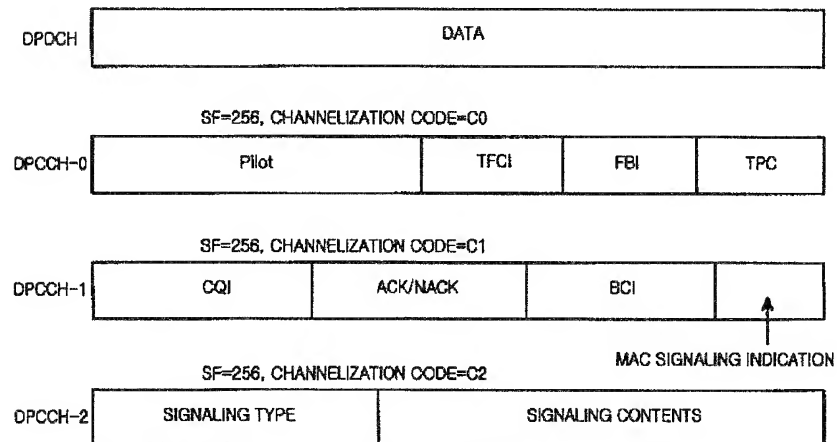 DPDCH DATA
SF=256, CHANNELIZATION CODE=C0
DPCCH-0 Pilot TFCI FBI TPC
SF=256, CHANNELIZATION CODE=C1
DPCCH-1 CQI ACK/NACK BCI
MAC SIGNALING INDICATION
SF=256, CHANNELIZATION CODE=C2
DPCCH-2 SIGNALING TYPE SIGNALING CONTENTS